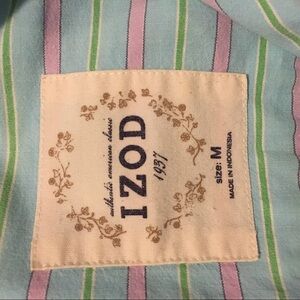 authentic american classic
IZOD
1937
size: M
MADE IN INDONESIA